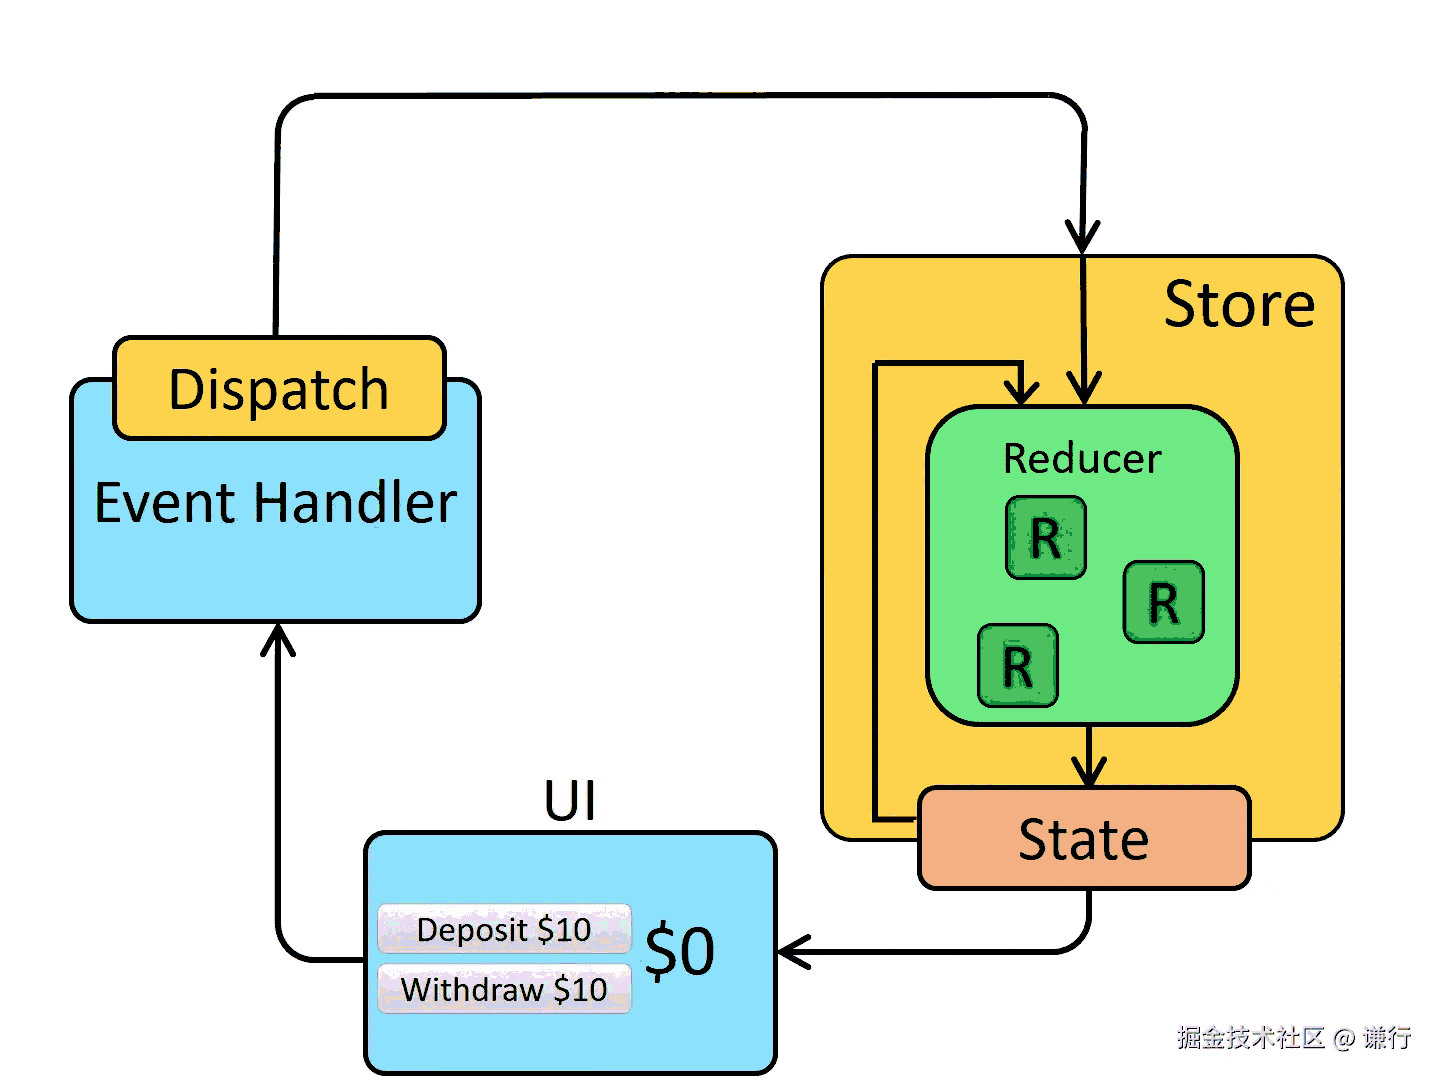 Store
Dispatch
Event Handler
Reducer
R
R
R
State
UI
Deposit $10
$0
Withdraw $10
掘金技术社区 @ 谦行